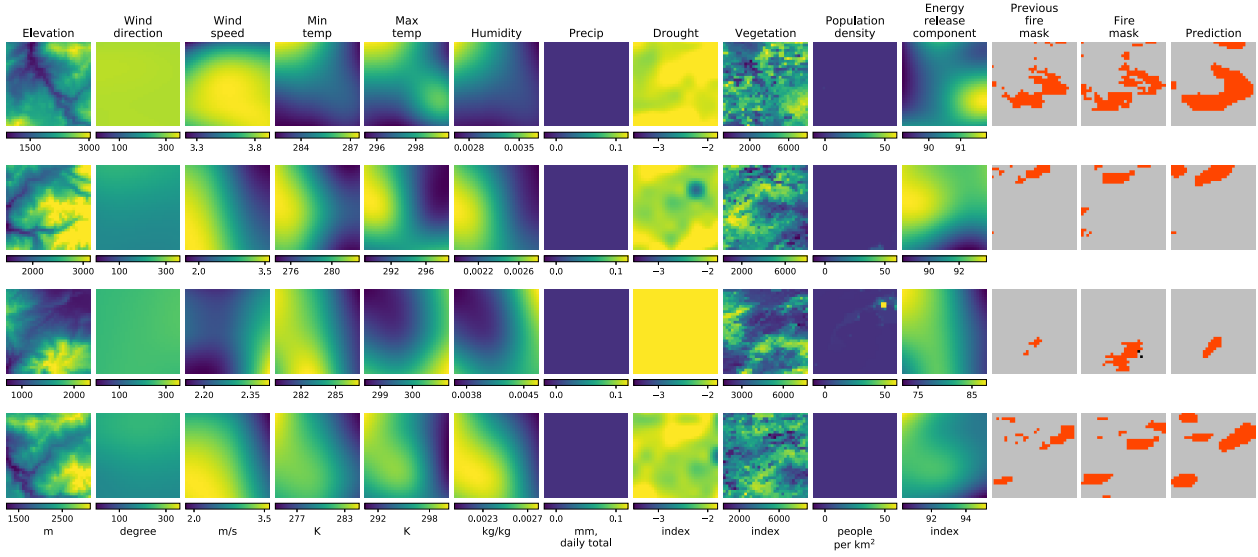 Elevation
Wind
direction
Wind
speed
Min
temp
Max
temp
Humidity
Precip
Drought
Vegetation
Population
density
Energy
release
component
Previous
fire
mask
Fire
mask
Prediction
1500 3000
100 300
3.3 3.8
284 287
296 298
0.0028 0.0035
0.0 0.1
−3 −2
2000 6000
0 50
90 91
2000 3000
100 300
2.0 3.5
276 280
292 296
0.0022 0.0026
0.0 0.1
−3 −2
2000 6000
0 50
90 92
1000 2000
100 300
2.20 2.35
282 285
299 300
0.0038 0.0045
0.0 0.1
−3 −2
3000 6000
0 50
75 85
1500 2500
100 300
2.0 3.5
277 283
292 298
0.0023 0.0027
0.0 0.1
−3 −2
2000 6000
0 50
92 94
m
degree
m/s
K
K
kg/kg
mm,
daily total
index
index
people
per km²
index